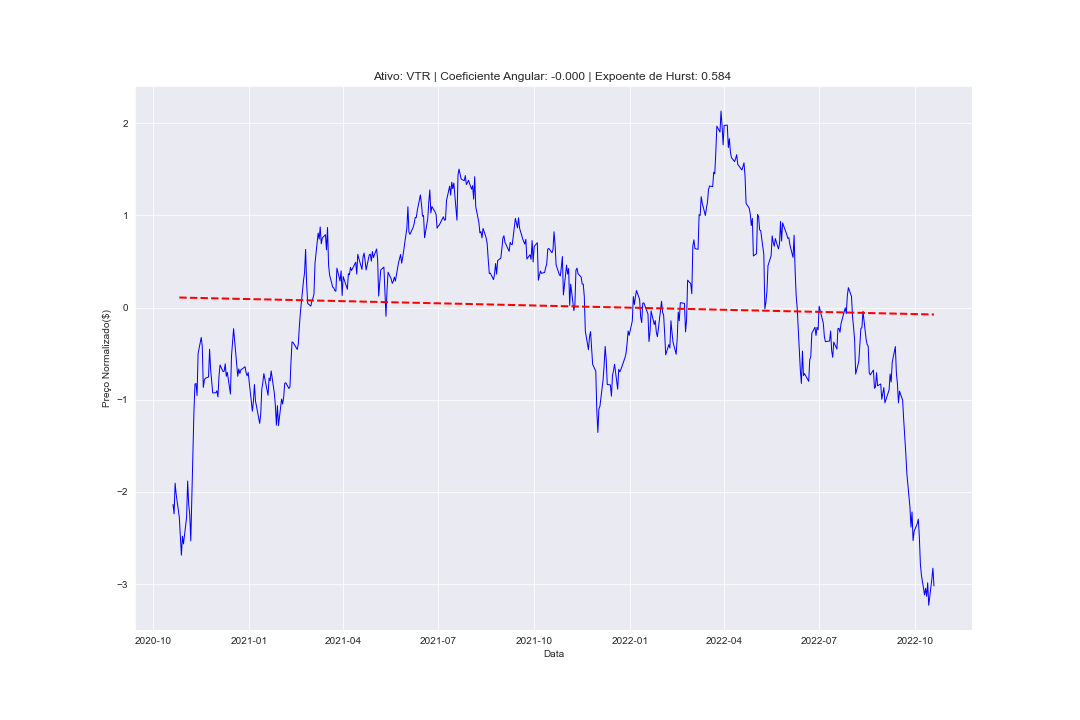 Ativo: VTR | Coeficiente Angular: -0.000 | Expoente de Hurst: 0.584
2
1
0
−1
−2
−3
Preço Normalizado($)
2020-10 2021-01 2021-04 2021-07 2021-10 2022-01 2022-04 2022-07 2022-10
Data